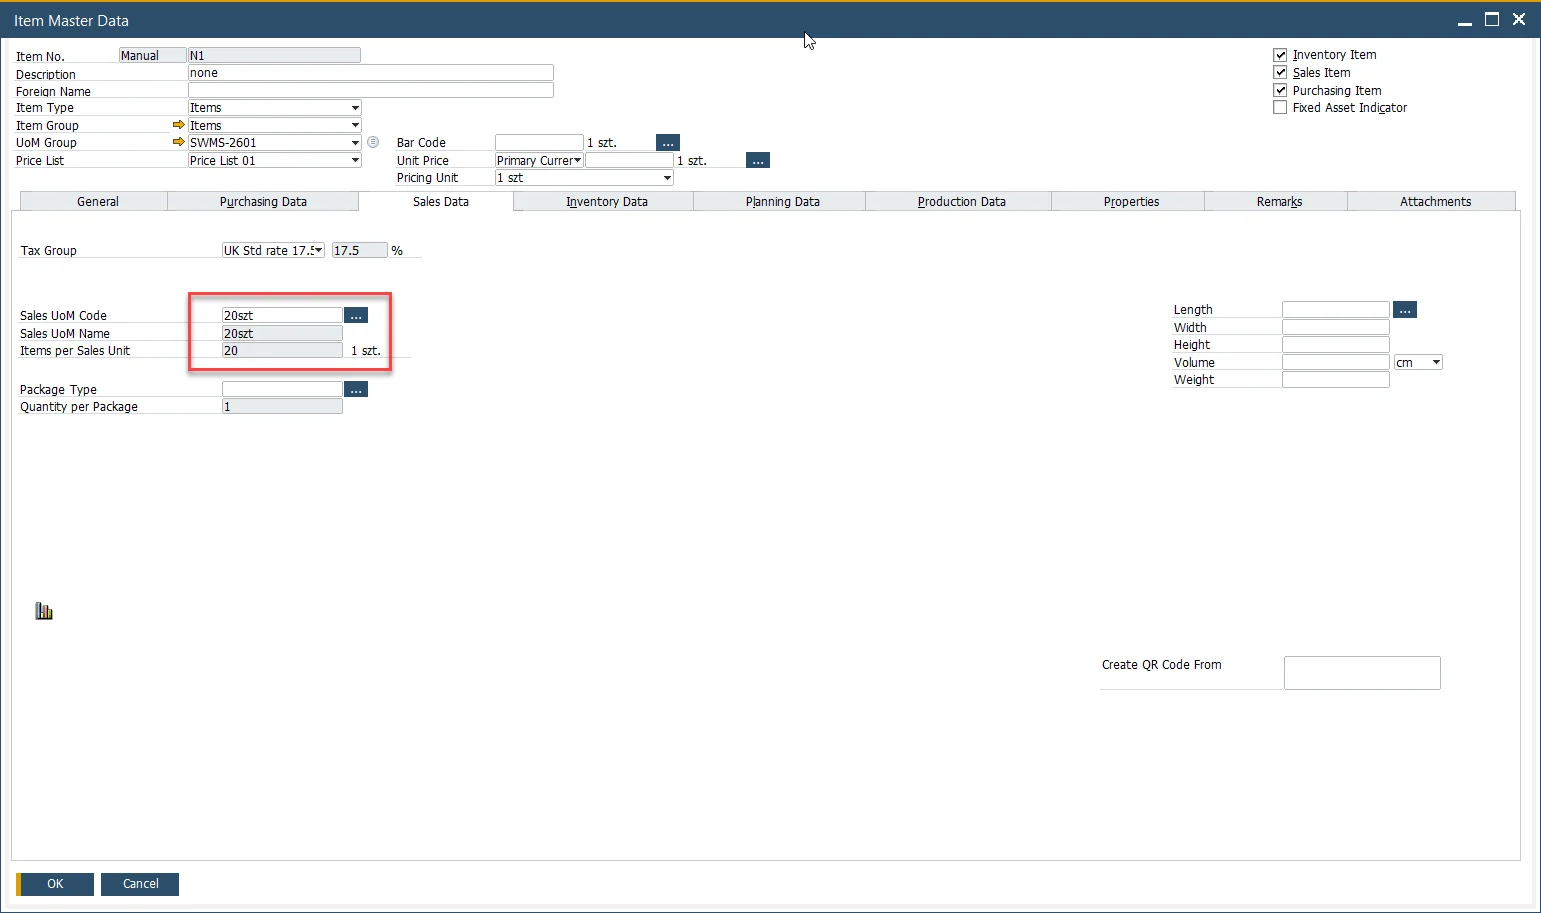 Item Master Data
Item No. Manual N1
Description none
Foreign Name
Item Type Items
Item Group Items
UoM Group SWMS-2601
Price List Price List 01
Bar Code 1 szt. ...
Unit Price Primary Currer 1 szt. ...
Pricing Unit 1 szt
Inventory Item
Sales Item
Purchasing Item
Fixed Asset Indicator
General Purchasing Data Sales Data Inventory Data Planning Data Production Data Properties Remarks Attachments
Tax Group UK Std rate 17.5 17.5 %
Sales UoM Code 20szt ...
Sales UoM Name 20szt
Items per Sales Unit 20 1 szt.
Package Type ...
Quantity per Package 1
Length ...
Width
Height
Volume cm
Weight
Create QR Code From
OK Cancel